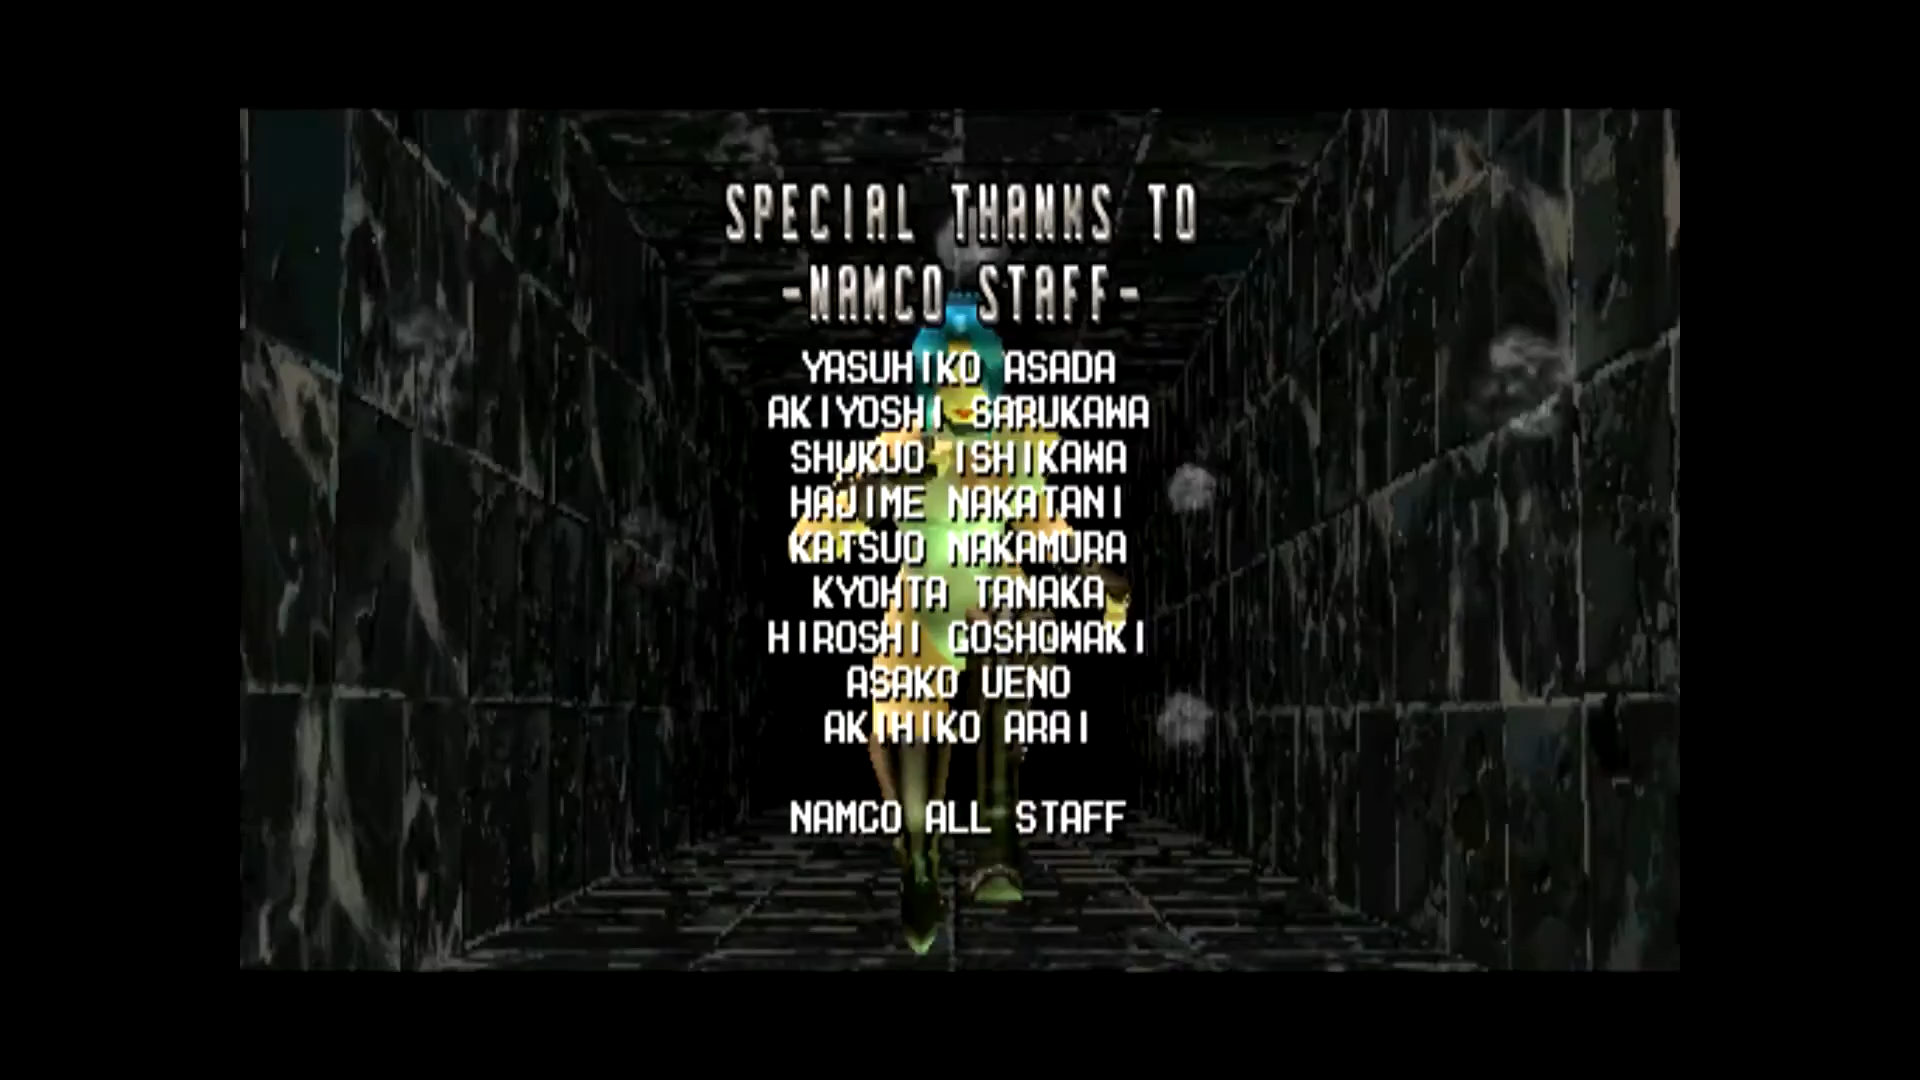 SPECIAL THANKS TO
-NAMCO STAFF-
YASUHIKO ASADA
AKIYOSHI SARUKAWA
SHUKUO ISHIKAWA
HAJIME NAKATANI
KATSUO NAKAMURA
KYOHTA TANAKA
HIROSHI GOSHOWAKI
ASAKO UENO
AKIHIKO ARAI
NAMCO ALL STAFF